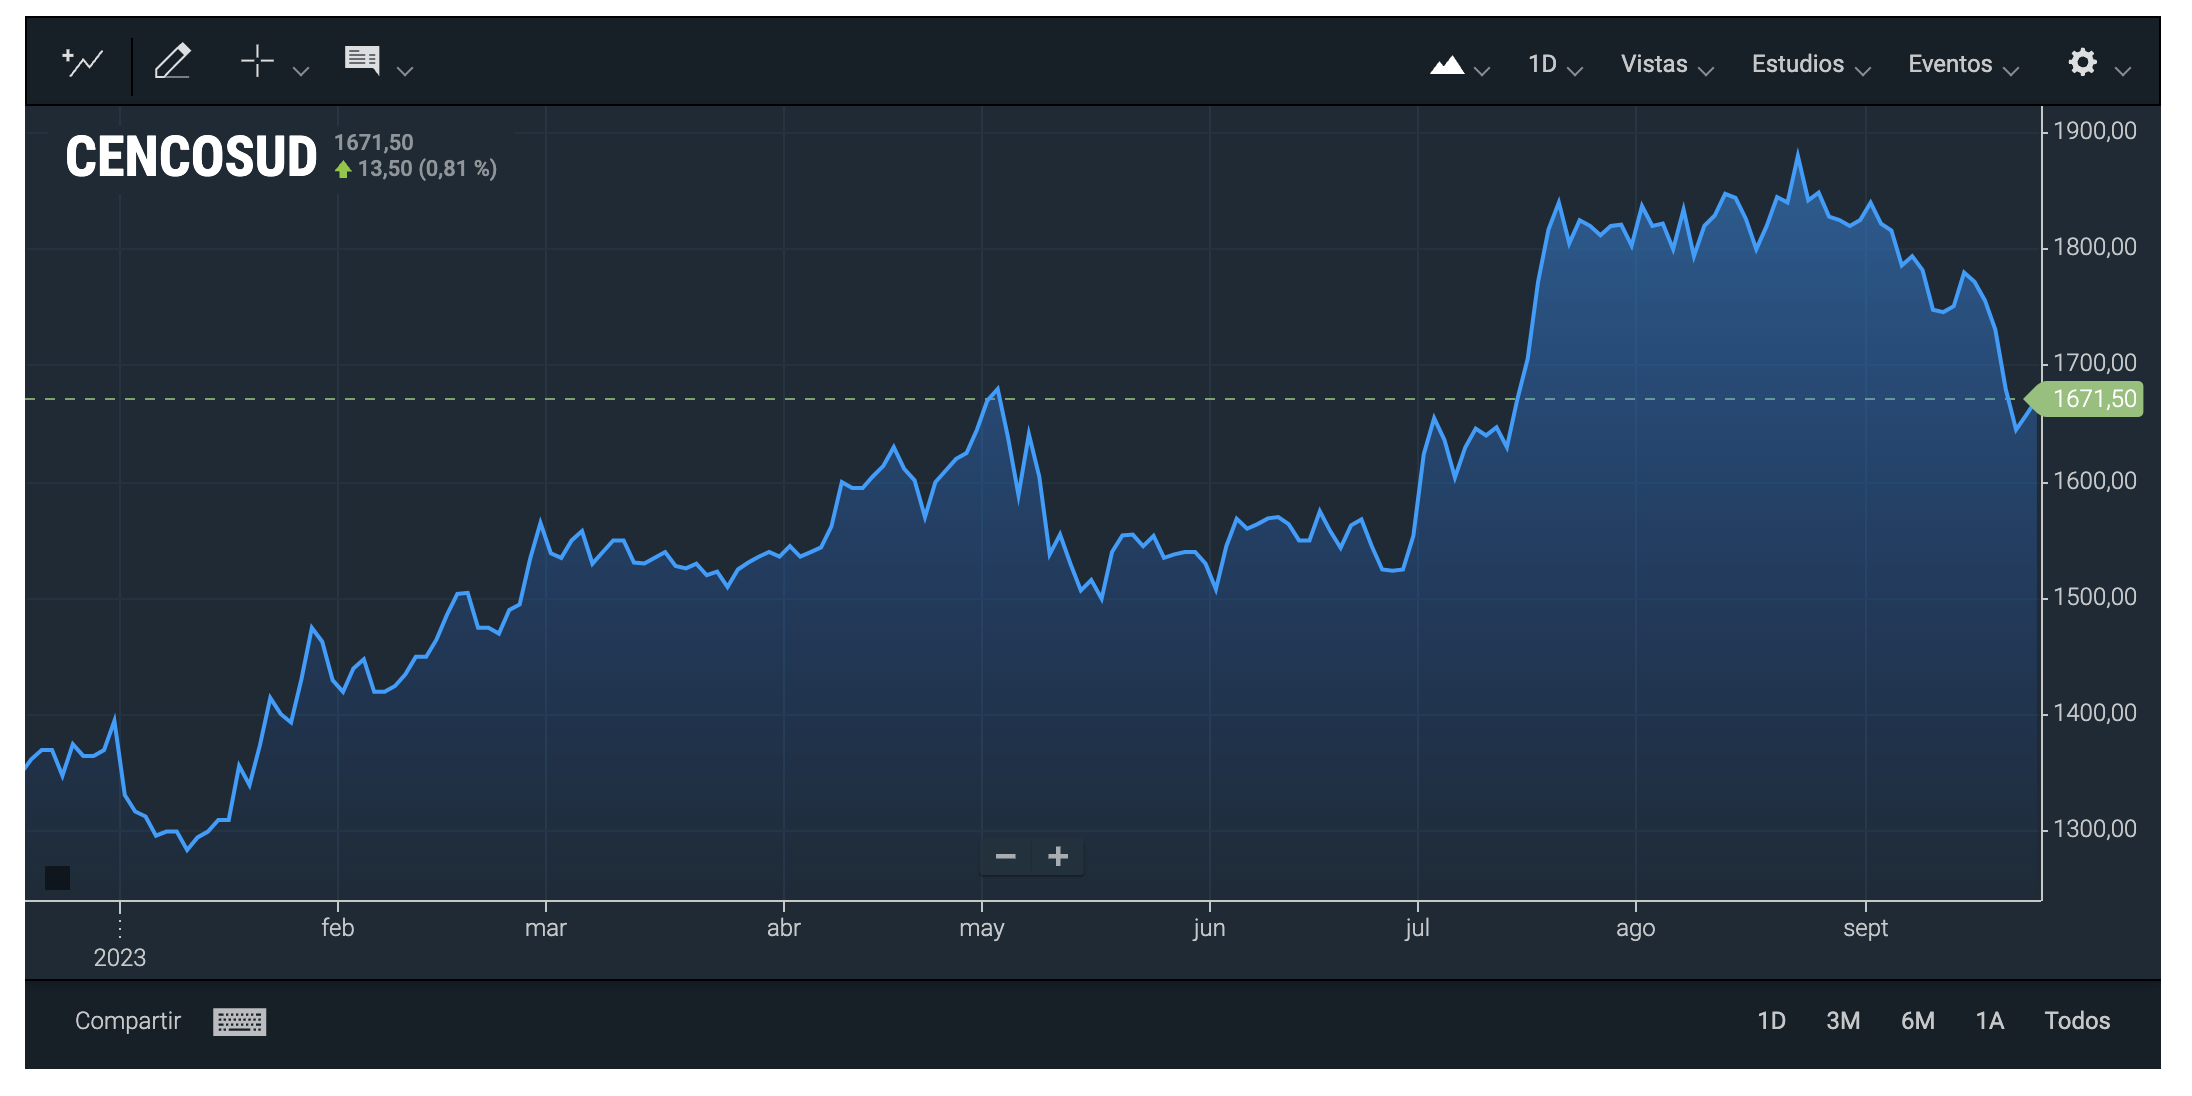 1D Vistas Estudios Eventos
CENCOSUD
1671,50
13,50 (0,81 %)
1900,00
1800,00
1700,00
1671,50
1600,00
1500,00
1400,00
1300,00
feb mar abr may jun jul ago sept
2023
Compartir 1D 3M 6M 1A Todos